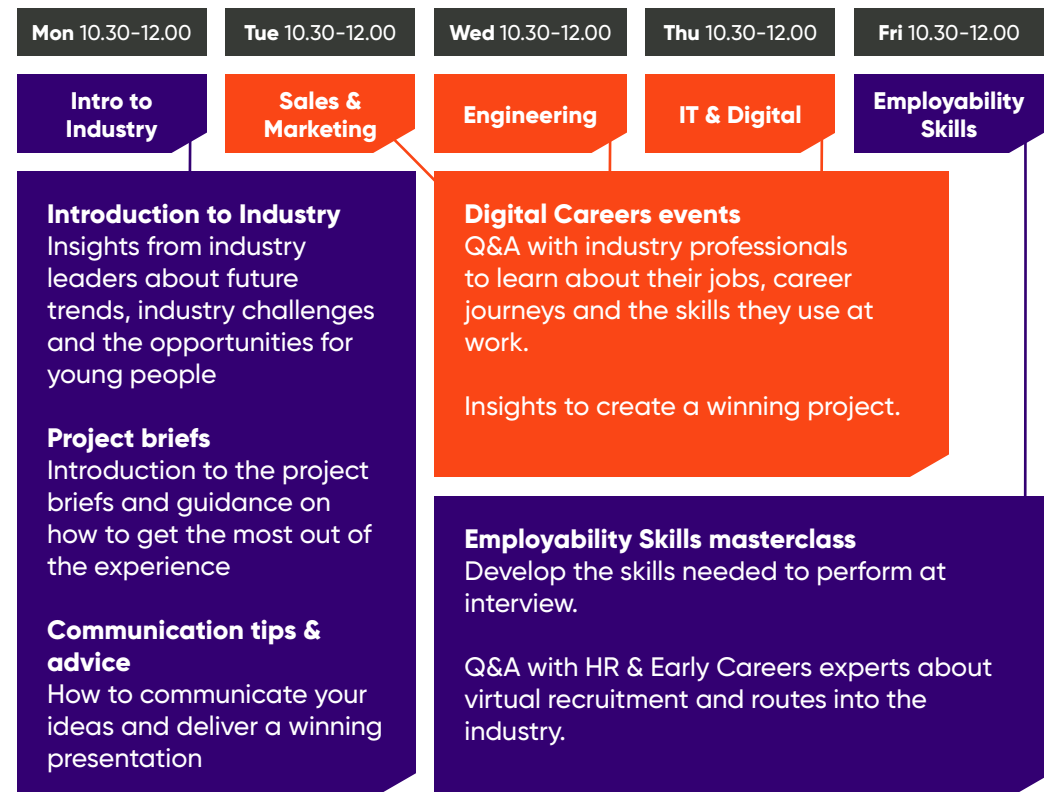 Mon 10.30-12.00
Tue 10.30-12.00
Wed 10.30-12.00
Thu 10.30-12.00
Fri 10.30-12.00
Intro to
Industry
Sales &
Marketing
Engineering
IT & Digital
Employability
Skills
Introduction to Industry
Insights from industry
leaders about future
trends, industry challenges
and the opportunities for
young people
Project briefs
Introduction to the project
briefs and guidance on
how to get the most out of
the experience
Communication tips &
advice
How to communicate your
ideas and deliver a winning
presentation
Digital Careers events
Q&A with industry professionals
to learn about their jobs, career
journeys and the skills they use at
work.
Insights to create a winning project.
Employability Skills masterclass
Develop the skills needed to perform at
interview.
Q&A with HR & Early Careers experts about
virtual recruitment and routes into the
industry.